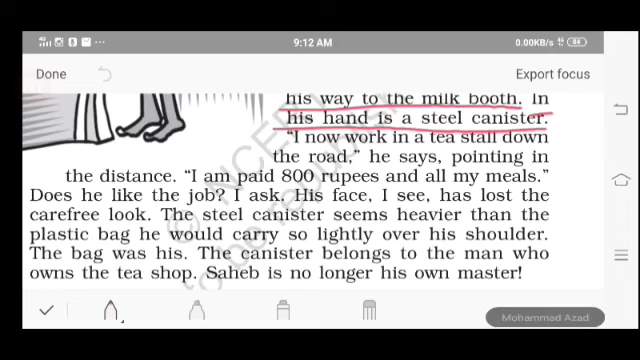 9:12 AM
0.00KB/s
Done
Export focus
his way to the milk booth. In
his hand is a steel canister.
"I now work in a tea stall down
the road," he says, pointing in
the distance. "I am paid 800 rupees and all my meals."
Does he like the job? I ask. His face, I see, has lost the
carefree look. The steel canister seems heavier than the
plastic bag he would carry so lightly over his shoulder.
The bag was his. The canister belongs to the man who
owns the tea shop. Saheb is no longer his own master!
Mohammad Azad